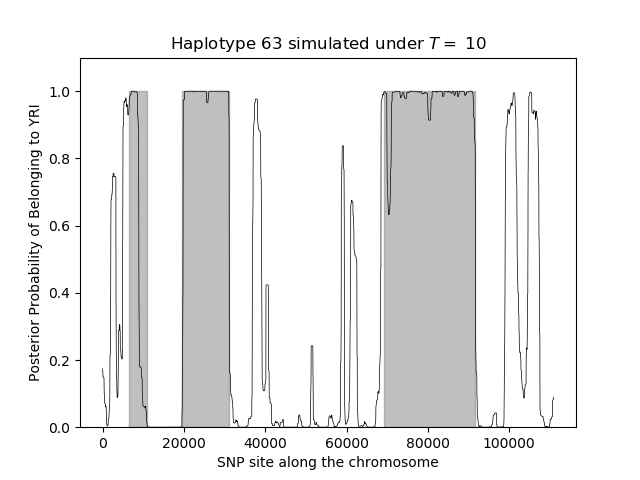 Haplotype 63 simulated under T = 10
Posterior Probability of Belonging to YRI
1.0
0.8
0.6
0.4
0.2
0.0
0 20000 40000 60000 80000 100000
SNP site along the chromosome